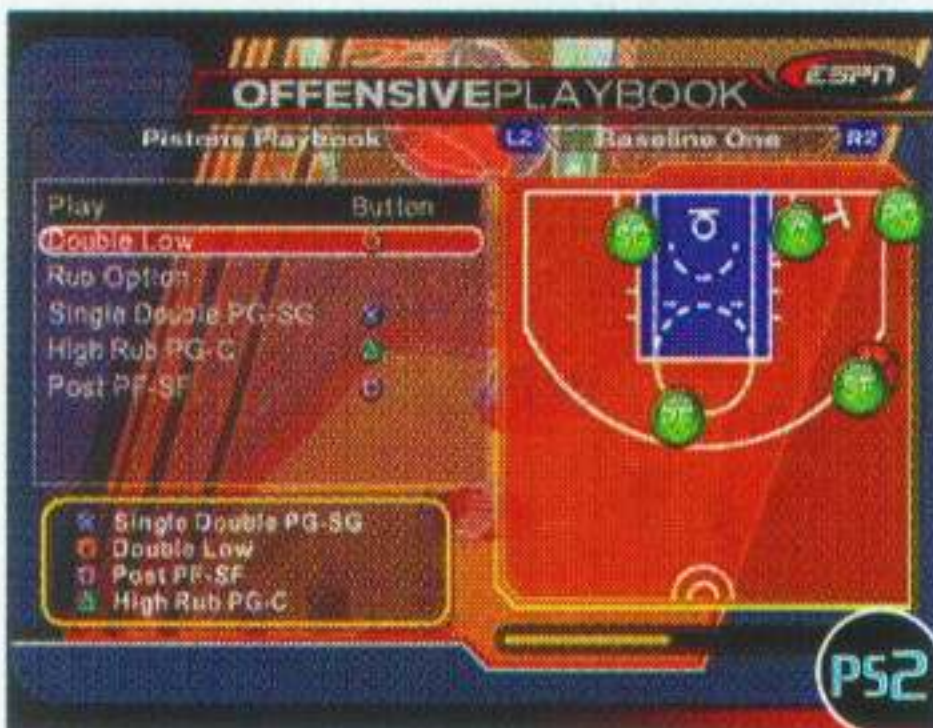 ESPN
OFFENSIVEPLAYBOOK
Pistons Playbook L2 Baseline One R2
Play Button
Double Low
Rub Option
Single Double PG-SG
High Rub PG-C
Post PF-SF
Single Double PG-SG
Double Low
Post PF-SF
High Rub PG-C
PS2